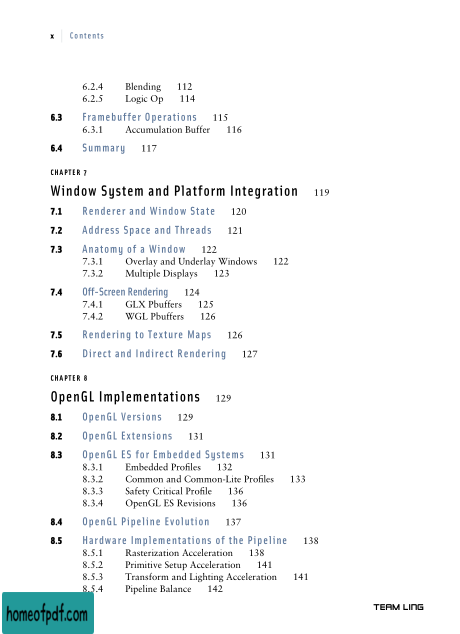 x Contents
6.2.4 Blending 112
6.2.5 Logic Op 114
6.3 Framebuffer Operations 115
6.3.1 Accumulation Buffer 116
6.4 Summary 117
CHAPTER 7
Window System and Platform Integration 119
7.1 Renderer and Window State 120
7.2 Address Space and Threads 121
7.3 Anatomy of a Window 122
7.3.1 Overlay and Underlay Windows 122
7.3.2 Multiple Displays 123
7.4 Off-Screen Rendering 124
7.4.1 GLX Pbuffers 125
7.4.2 WGL Pbuffers 126
7.5 Rendering to Texture Maps 126
7.6 Direct and Indirect Rendering 127
CHAPTER 8
OpenGL Implementations 129
8.1 OpenGL Versions 129
8.2 OpenGL Extensions 131
8.3 OpenGL ES for Embedded Systems 131
8.3.1 Embedded Profiles 132
8.3.2 Common and Common-Lite Profiles 133
8.3.3 Safety Critical Profile 136
8.3.4 OpenGL ES Revisions 136
8.4 OpenGL Pipeline Evolution 137
8.5 Hardware Implementations of the Pipeline 138
8.5.1 Rasterization Acceleration 138
8.5.2 Primitive Setup Acceleration 141
8.5.3 Transform and Lighting Acceleration 141
8.5.4 Pipeline Balance 142
homeofpdf.com
TEAM LING